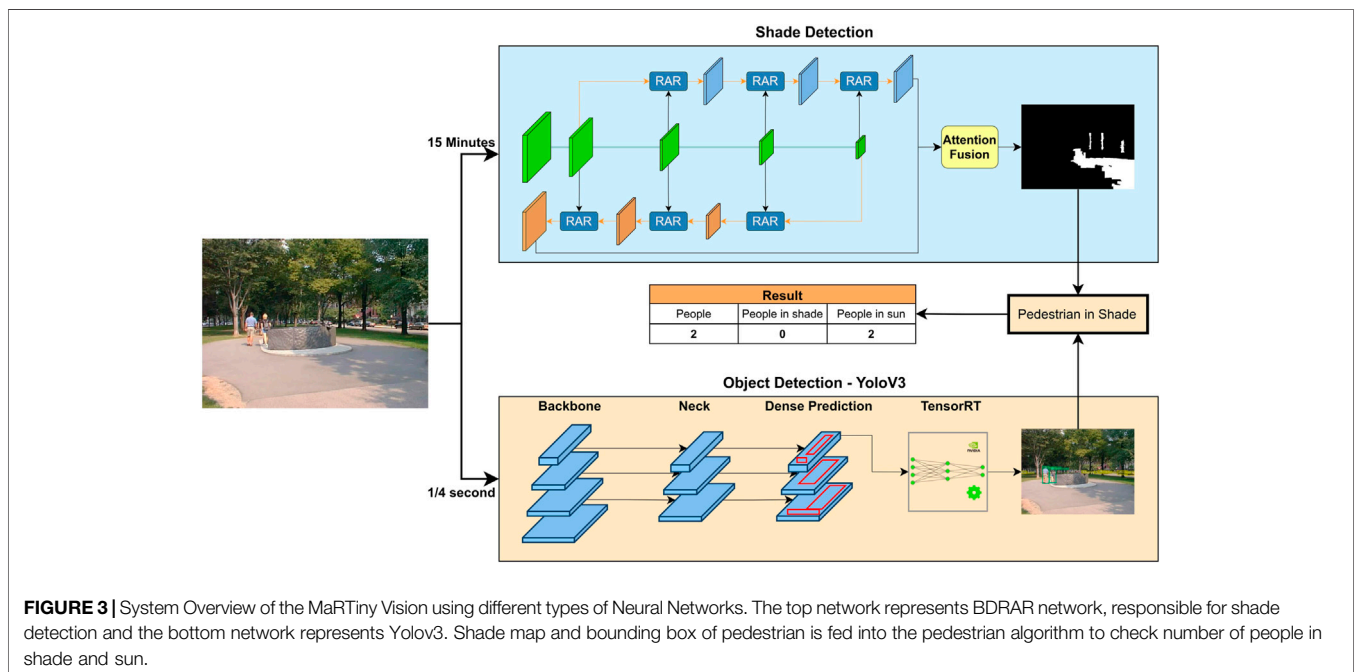 Shade Detection
RAR
RAR
RAR
15 Minutes
Attention
Fusion
RAR
RAR
RAR
Result
People
People in shade
People in sun
2
0
2
Pedestrian in Shade
Object Detection - YoloV3
Backbone
Neck
Dense Prediction
TensorRT
NVIDIA
1/4 second
FIGURE 3 | System Overview of the MaRTiny Vision using different types of Neural Networks. The top network represents BDRAR network, responsible for shade
detection and the bottom network represents Yolov3. Shade map and bounding box of pedestrian is fed into the pedestrian algorithm to check number of people in
shade and sun.